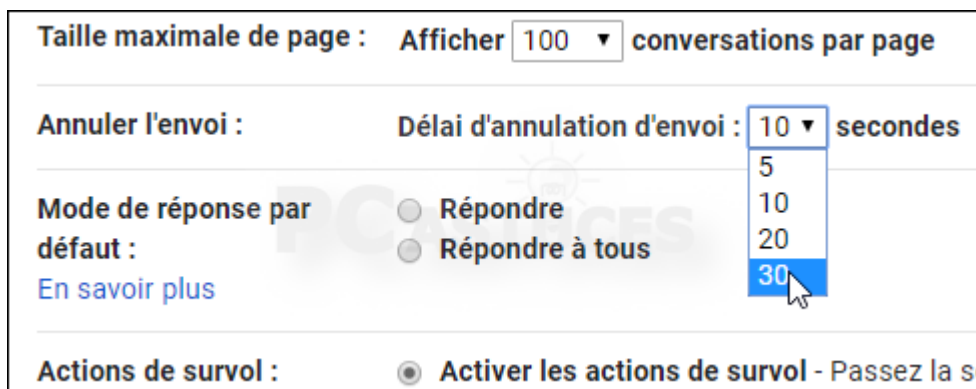 Taille maximale de page : Afficher 100 conversations par page
Annuler l'envoi : Délai d'annulation d'envoi : 10 secondes
5
10
20
30
Mode de réponse par défaut :
En savoir plus
Répondre
Répondre à tous
PC ASTUCES
Actions de survol : Activer les actions de survol - Passez la s